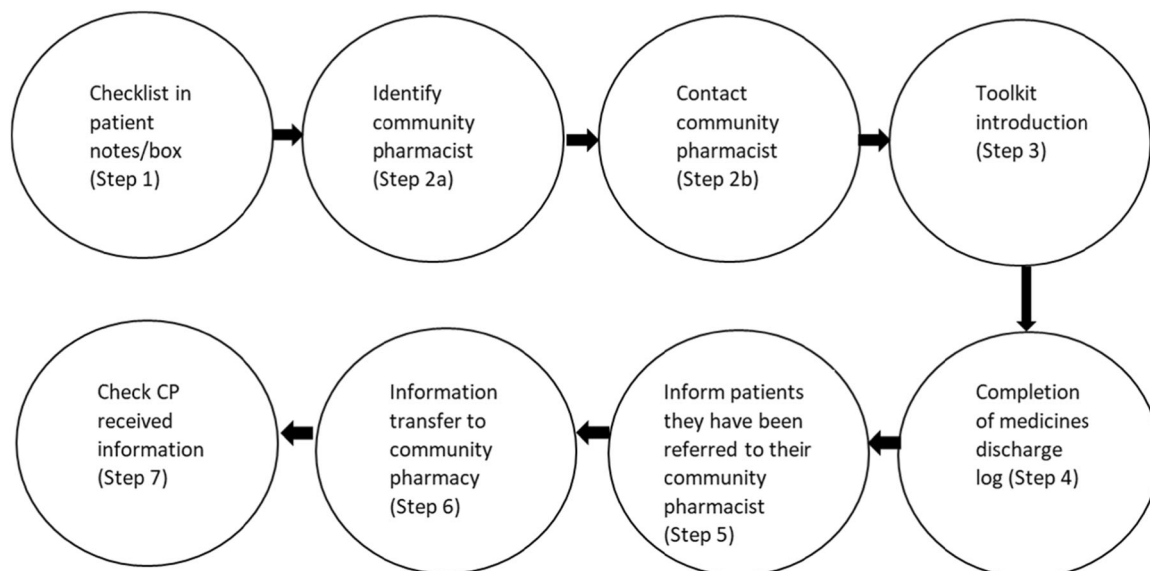 Checklist in
patient
notes/box
(Step 1)
Identify
community
pharmacist
(Step 2a)
Contact
community
pharmacist
(Step 2b)
Toolkit
introduction
(Step 3)
Completion
of medicines
discharge
log (Step 4)
Inform patients
they have been
referred to their
community
pharmacist
(Step 5)
Information
transfer to
community
pharmacy
(Step 6)
Check CP
received
information
(Step 7)